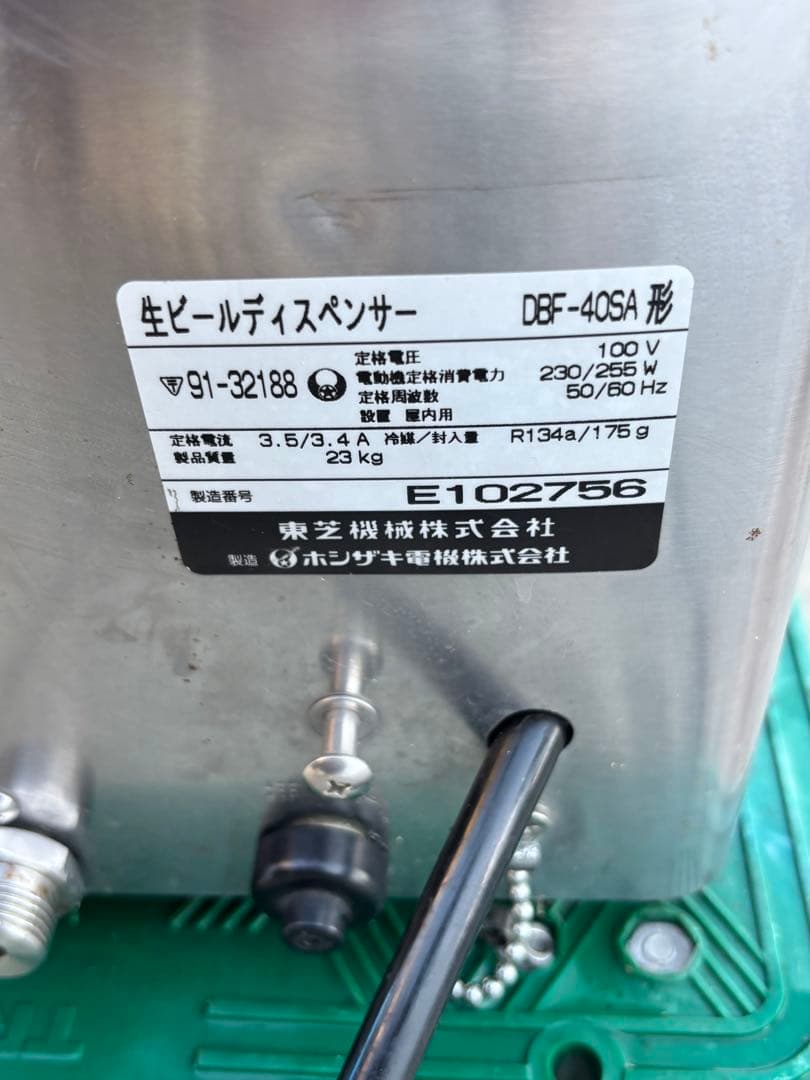 生ビールディスペンサー DBF-40SA 形
91-32188
定格電圧 100 V
電動機定格消費電力 230/255 W
定格周波数 50/60 Hz
設置 屋内用
定格電流 3.5/3.4 A 冷媒/封入量 R134a/175 g
製品質量 23 kg
製造番号 E102756
東芝機械株式会社
製造 ホシザキ電機株式会社